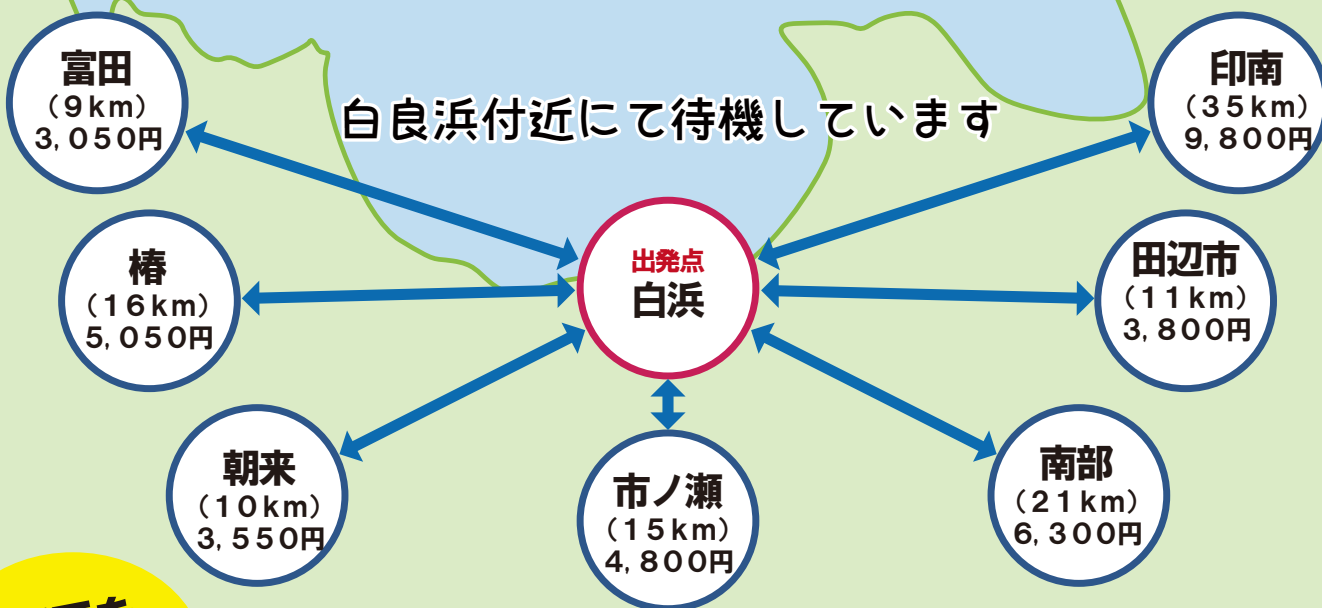 富田
（９ｋｍ）
３，０５０円
白良浜付近にて待機しています
印南
（３５ｋｍ）
９，８００円
椿
（１６ｋｍ）
５，０５０円
出発点
白浜
田辺市
（１１ｋｍ）
３，８００円
朝来
（１０ｋｍ）
３，５５０円
市ノ瀬
（１５ｋｍ）
４，８００円
南部
（２１ｋｍ）
６，３００円